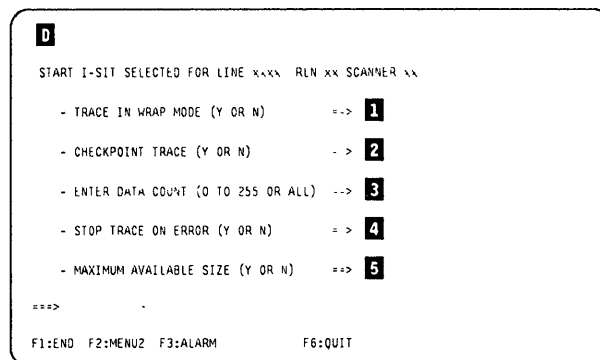 D
START I-SIT SELECTED FOR LINE xxxx RLN xx SCANNER xx
- TRACE IN WRAP MODE (Y OR N) ==> 1
- CHECKPOINT TRACE (Y OR N) ==> 2
- ENTER DATA COUNT (0 TO 255 OR ALL) ==> 3
- STOP TRACE ON ERROR (Y OR N) ==> 4
- MAXIMUM AVAILABLE SIZE (Y OR N) ==> 5
===>
F1:END F2:MENU2 F3:ALARM F6:QUIT